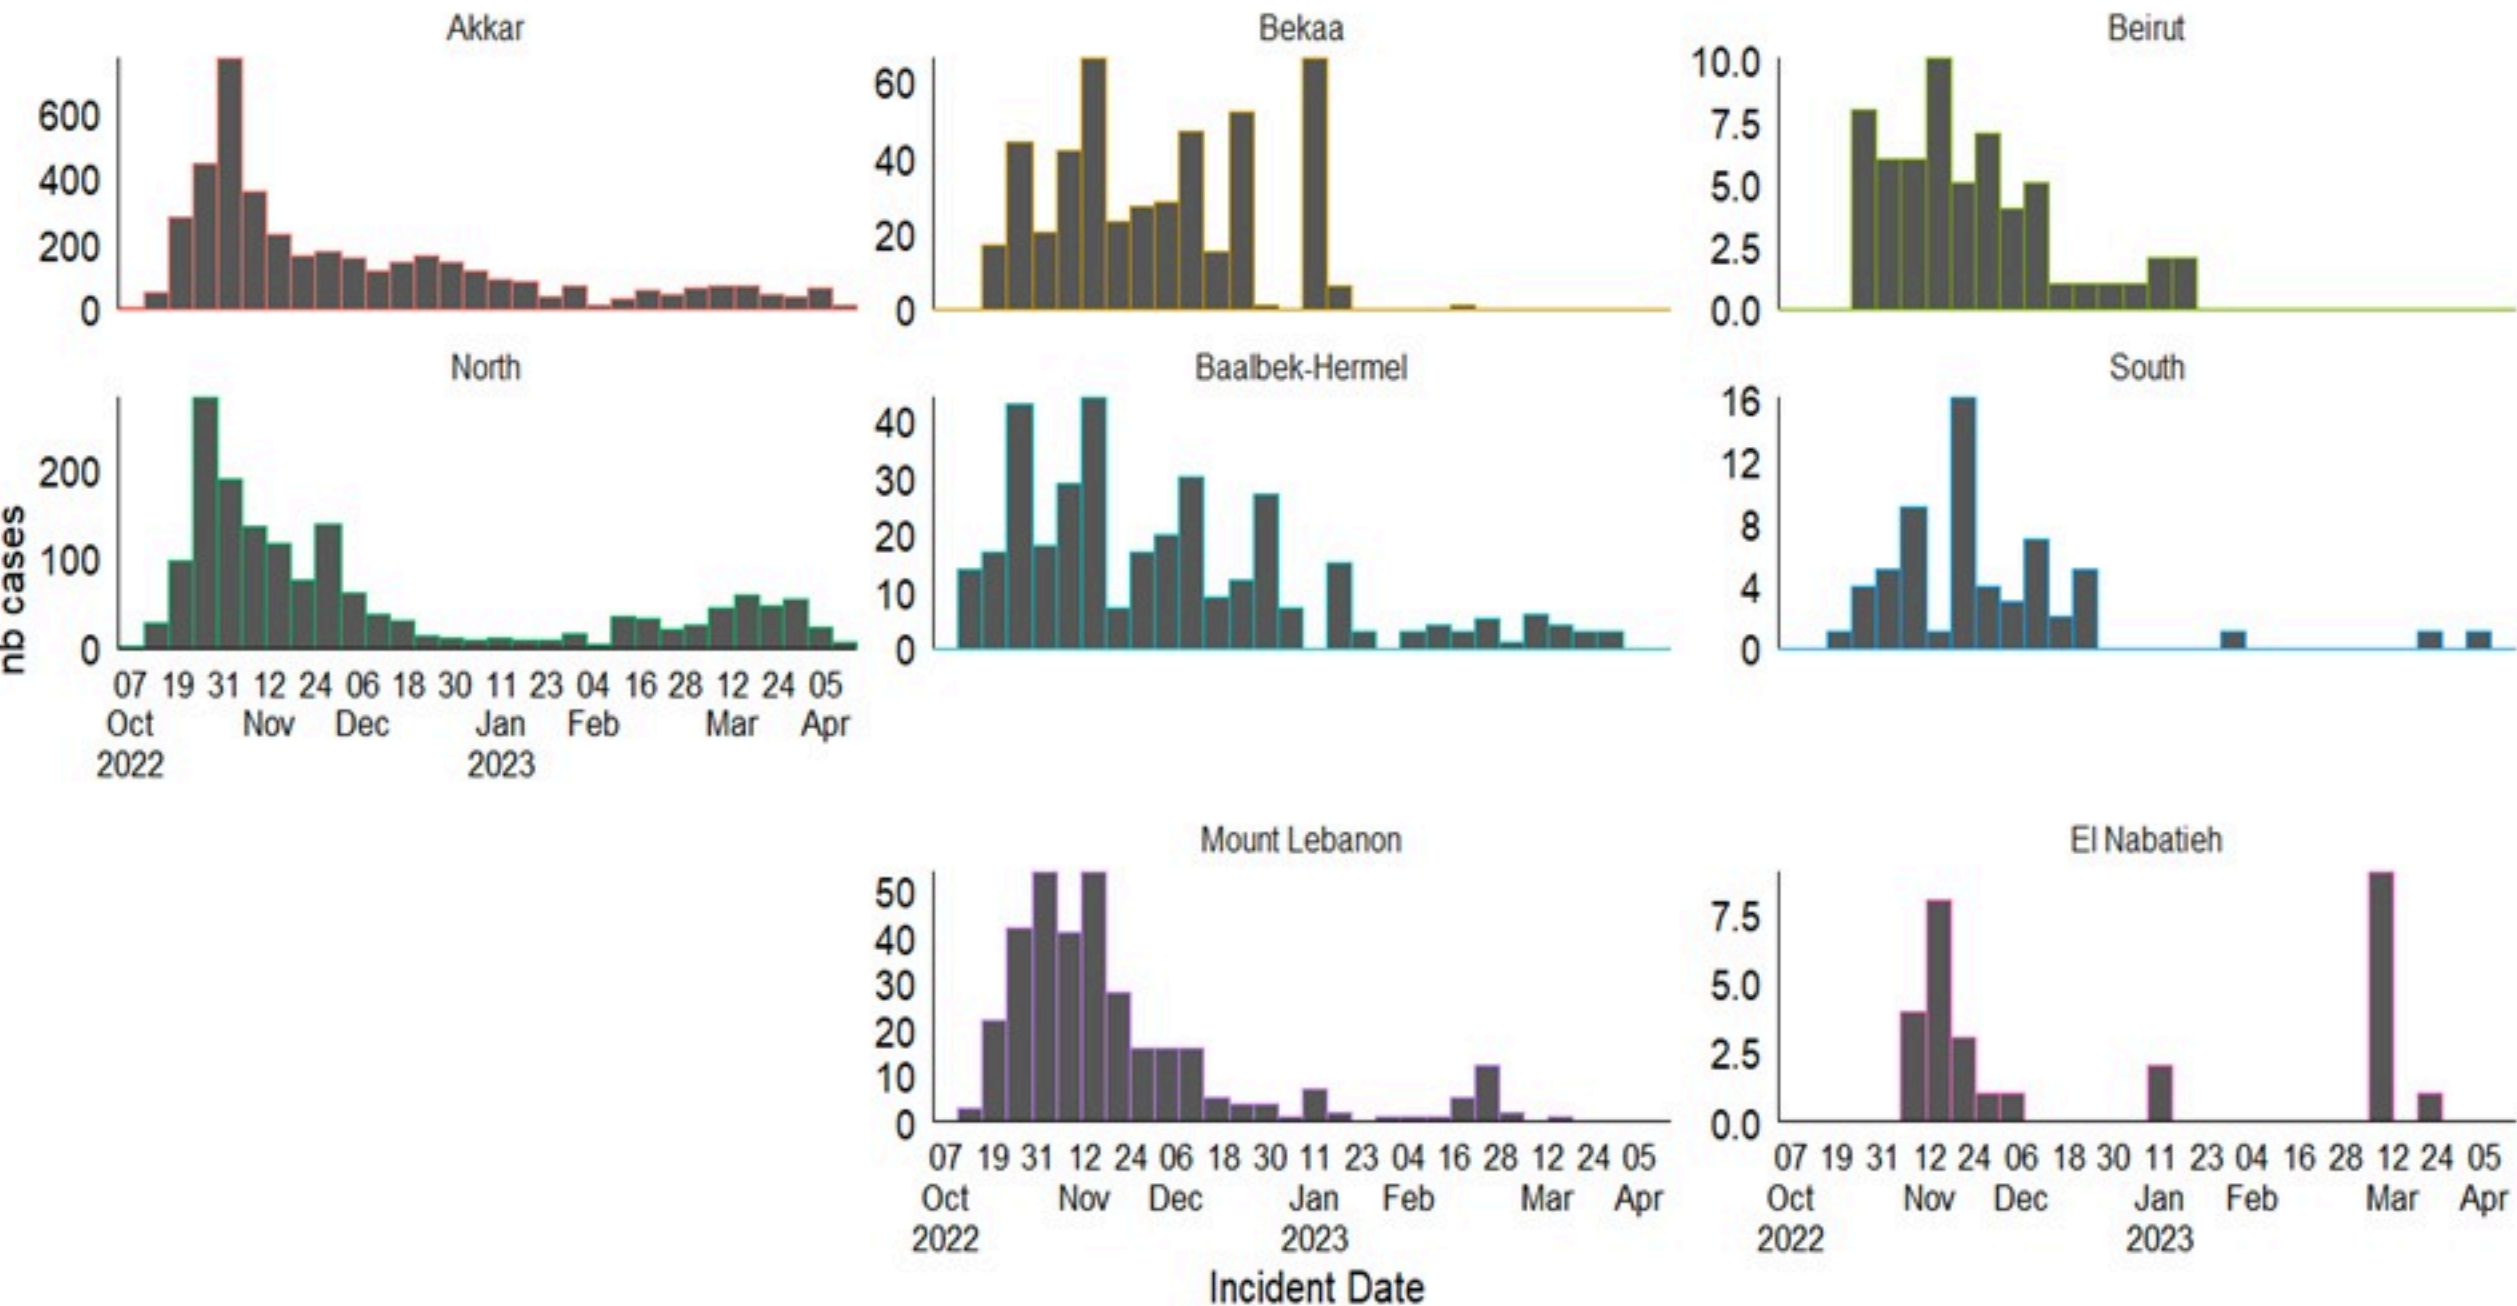 Akkar
Bekaa
Beirut
600
400
200
0
60
40
20
0
10.0
7.5
5.0
2.5
0.0
North
Baalbek-Hermel
South
nb cases
200
100
0
40
30
20
10
0
16
12
8
4
0
07 19 31 12 24 06 18 30 11 23 04 16 28 12 24 05
Oct Nov Dec Jan Feb Mar Apr
2022 2023
Mount Lebanon
El Nabatieh
50
40
30
20
10
0
7.5
5.0
2.5
0.0
07 19 31 12 24 06 18 30 11 23 04 16 28 12 24 05
Oct Nov Dec Jan Feb Mar Apr
2022 2023
07 19 31 12 24 06 18 30 11 23 04 16 28 12 24 05
Oct Nov Dec Jan Feb Mar Apr
2022 2023
Incident Date